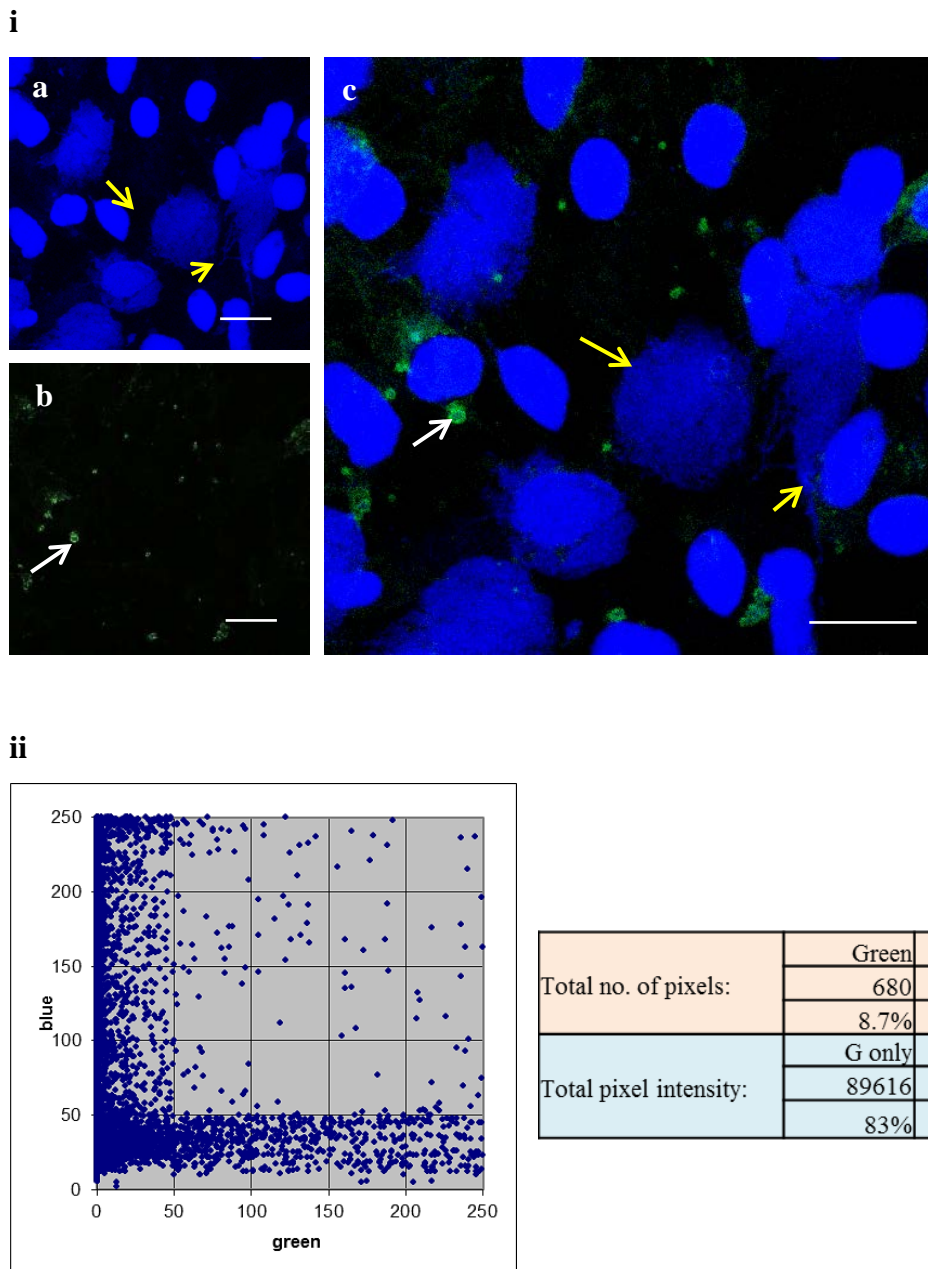 i
a
b
c
ii
250
200
150
100
50
0
blue
0 50 100 150 200 250
green
Total no. of pixels:
Green
680
8.7%
Total pixel intensity:
G only
89616
83%